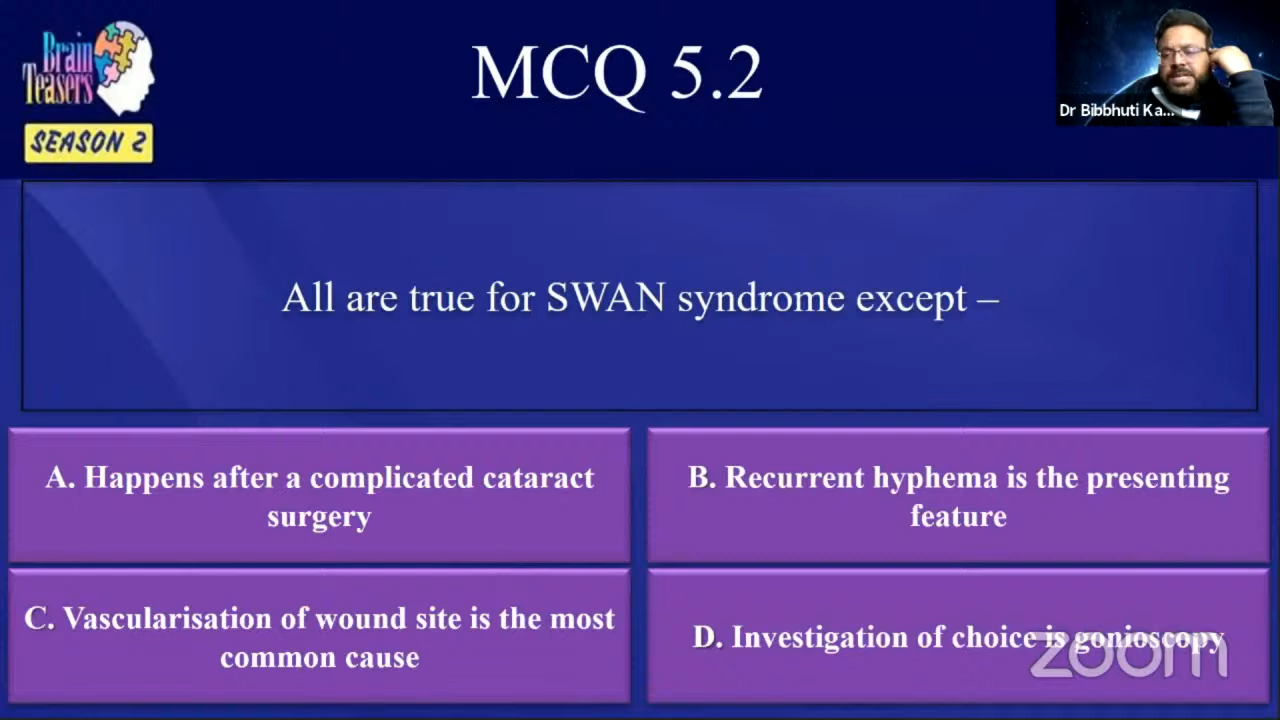 Brain
Teasers
SEASON 2
MCQ 5.2
Dr Bibbhuti Ka...
All are true for SWAN syndrome except –
A. Happens after a complicated cataract
surgery
B. Recurrent hyphema is the presenting
feature
C. Vascularisation of wound site is the most
common cause
D. Investigation of choice is gonioscopy
zoom